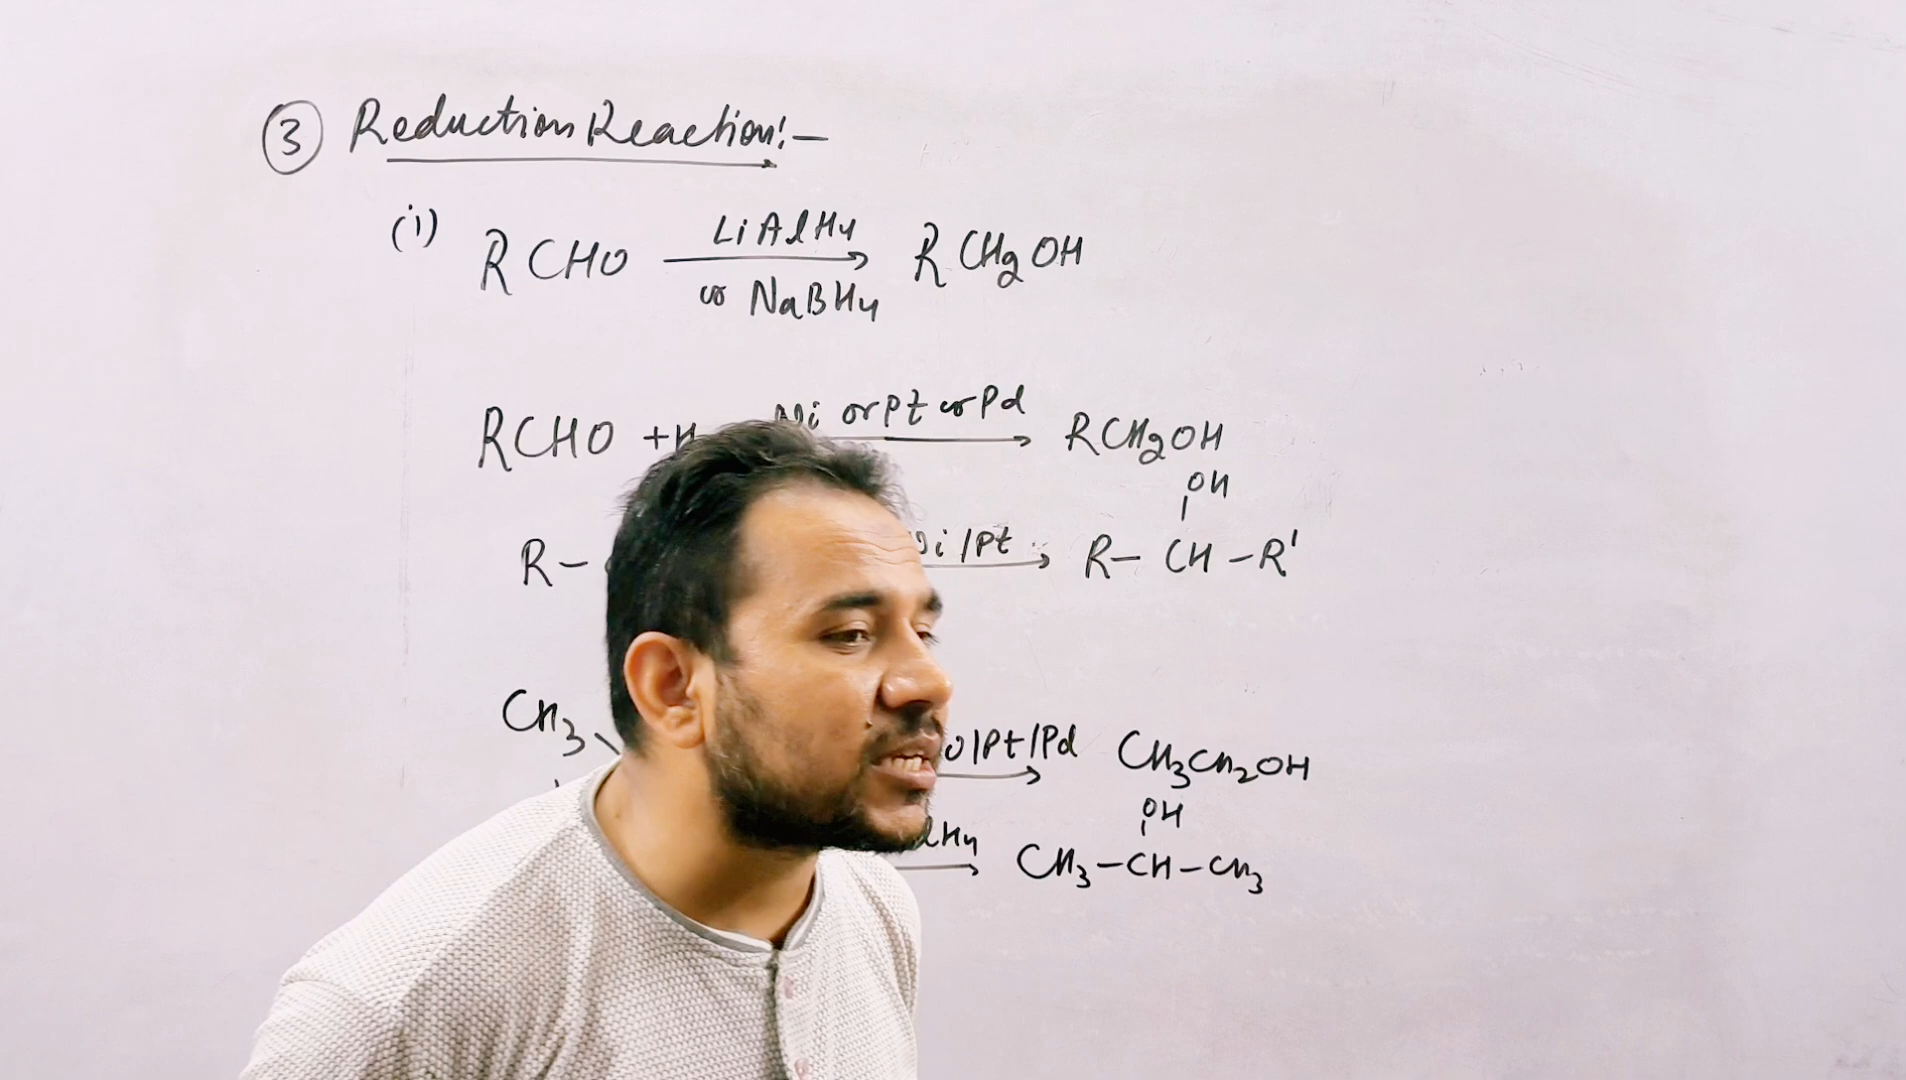 ③ Reduction Reaction:-
(i) RCHO LiAlH4 or NaBH4 → RCH2OH
RCHO + Ni or Pt or Pd → RCH2OH
OH
R- /Pt → R-CH-R'
CH3 /Pt/Pd → CH3CH2OH
OH
→ CH3-CH-CH3